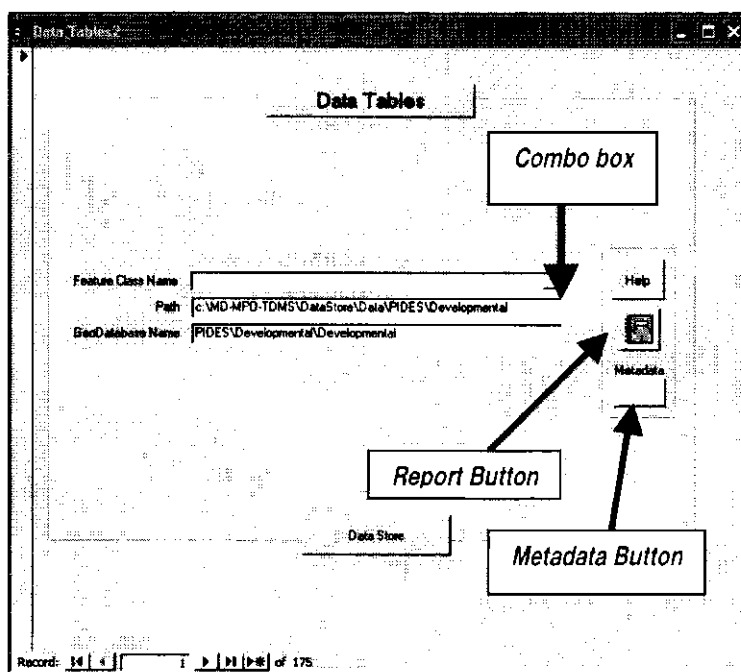 Data Tables2
Data Tables
Combo box
Feature Class Name
Help
Path c:\MD-MPD-TDMS\DataStore\Data\PIDES\Developmental
GeoDatabase Name PIDES\Developmental\Developmental
Metadata
Report Button
Data Store
Metadata Button
Record: 1 of 175